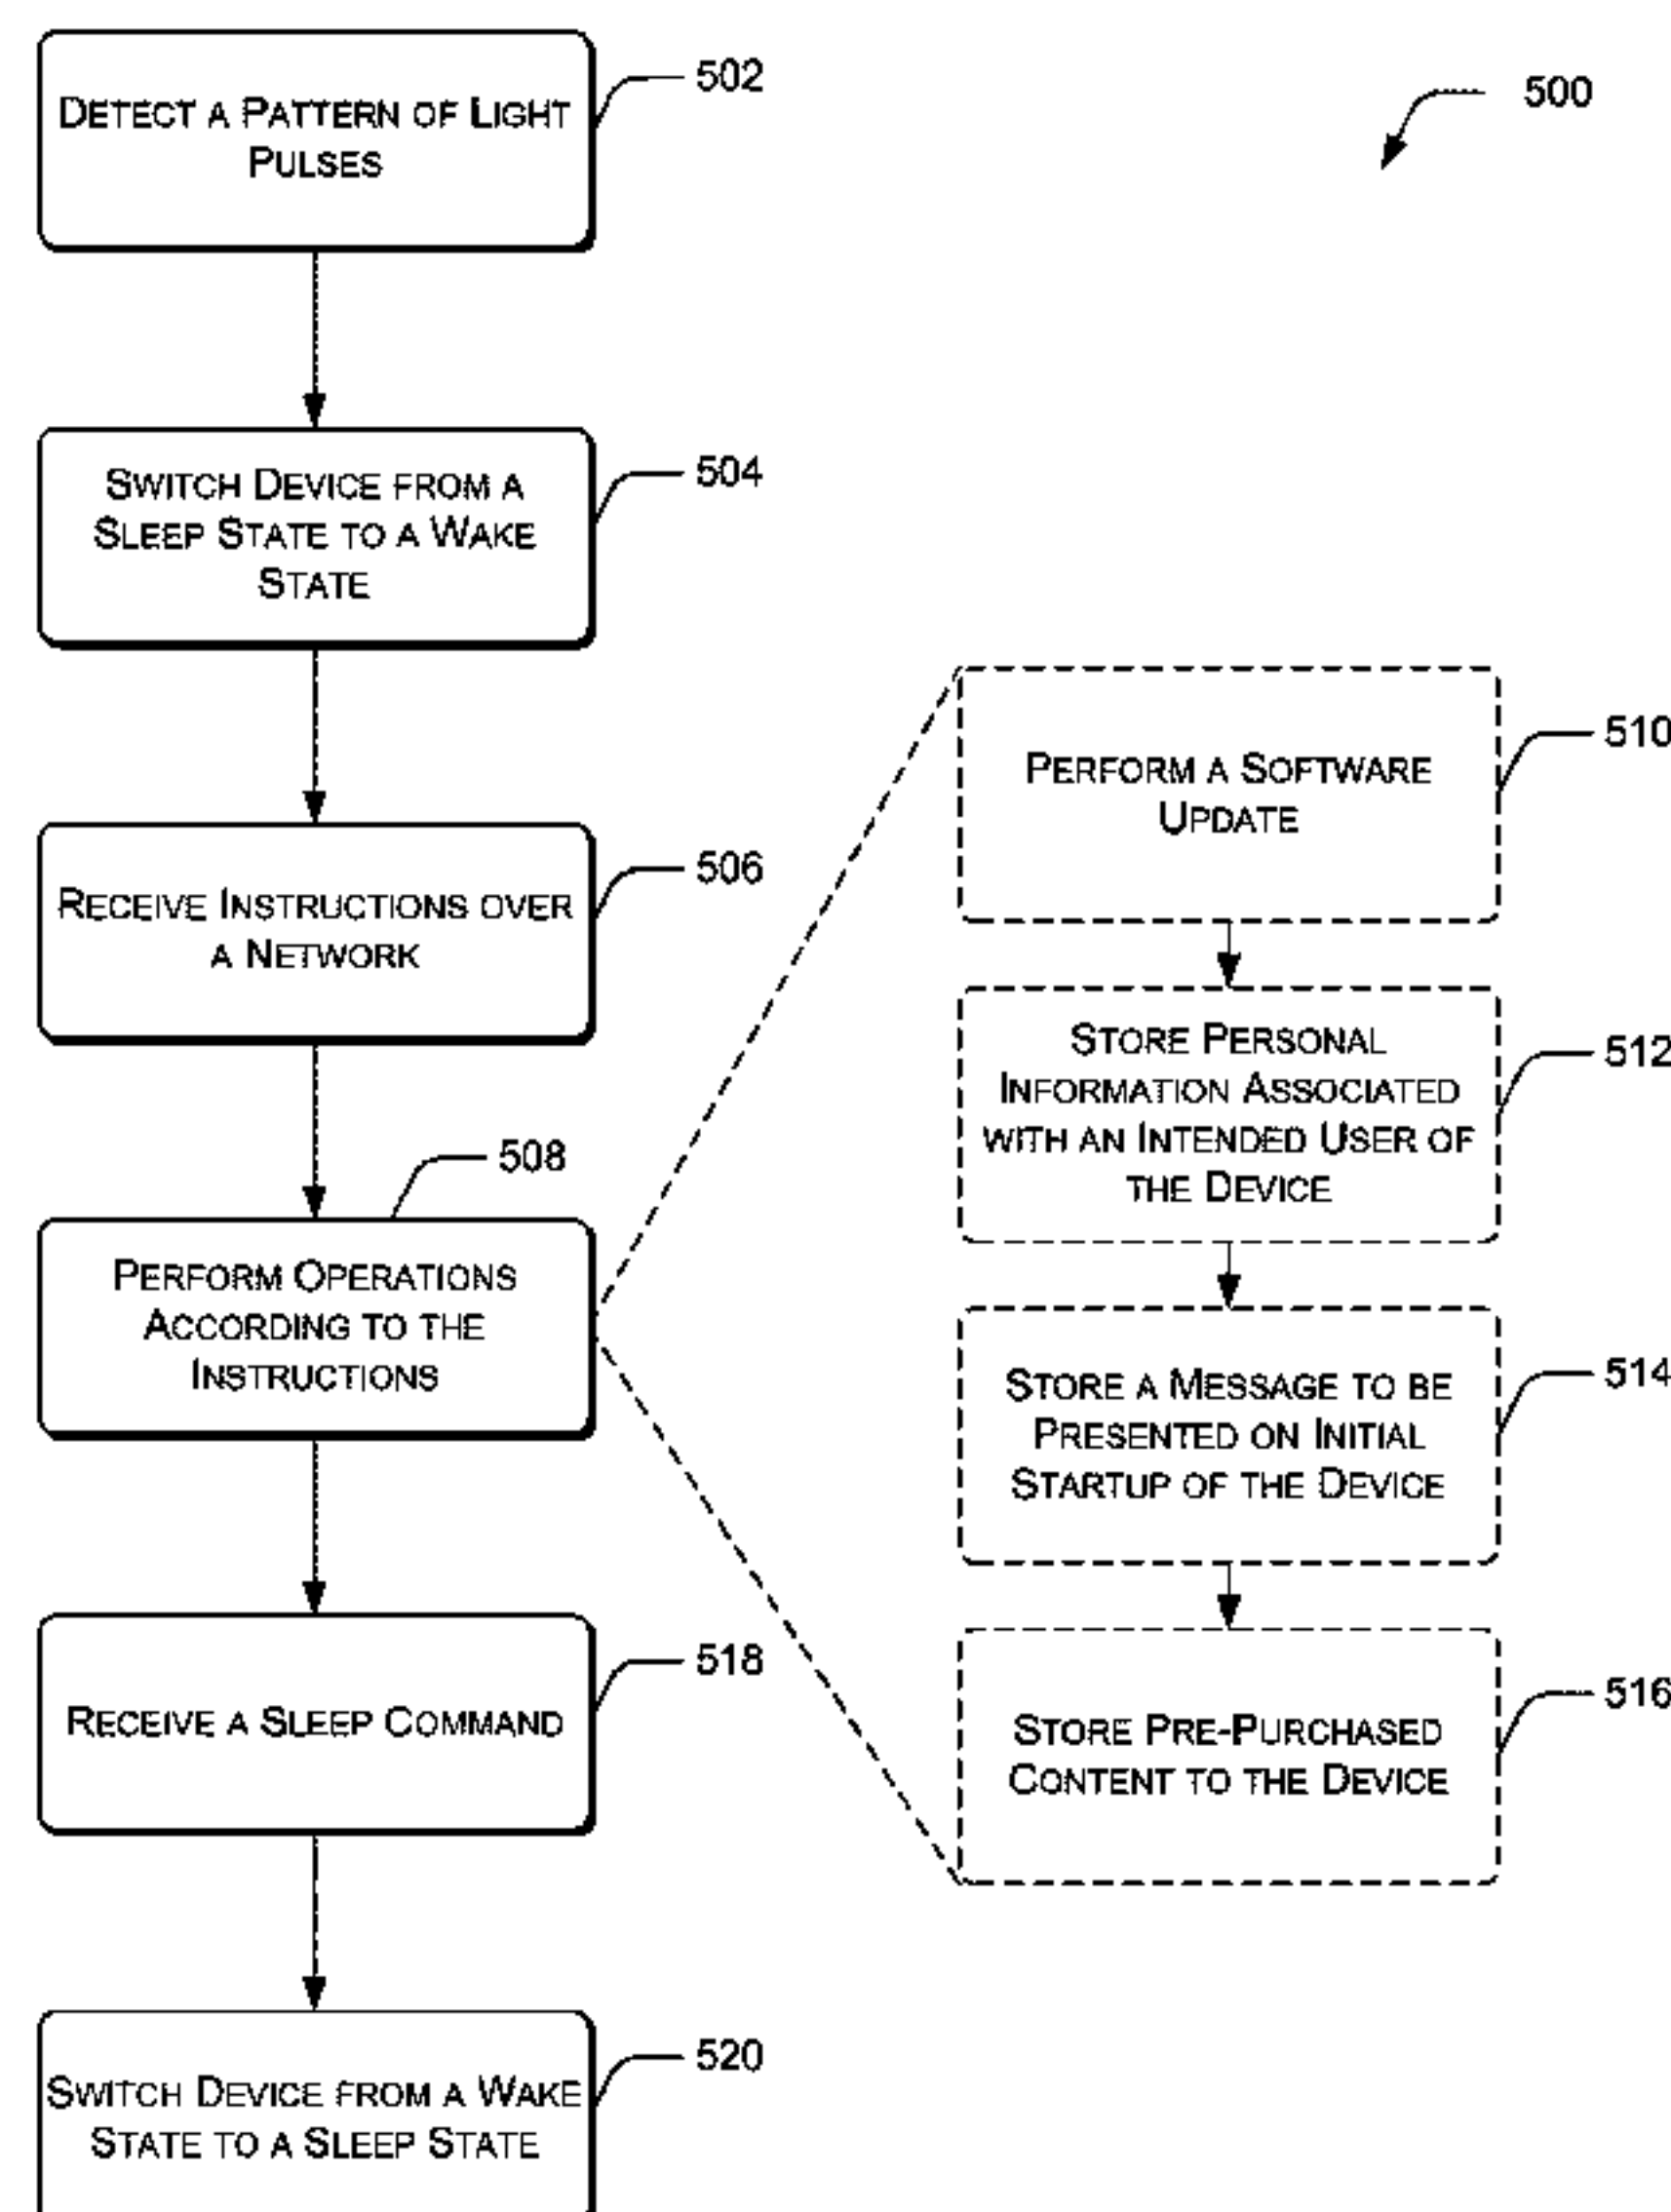 DETECT A PATTERN OF LIGHT
PULSES
502
500
SWITCH DEVICE FROM A
SLEEP STATE TO A WAKE
STATE
504
RECEIVE INSTRUCTIONS OVER
A NETWORK
506
508
PERFORM OPERATIONS
ACCORDING TO THE
INSTRUCTIONS
PERFORM A SOFTWARE
UPDATE
510
STORE PERSONAL
INFORMATION ASSOCIATED
WITH AN INTENDED USER OF
THE DEVICE
512
STORE A MESSAGE TO BE
PRESENTED ON INITIAL
STARTUP OF THE DEVICE
514
STORE PRE-PURCHASED
CONTENT TO THE DEVICE
516
RECEIVE A SLEEP COMMAND
518
SWITCH DEVICE FROM A WAKE
STATE TO A SLEEP STATE
520